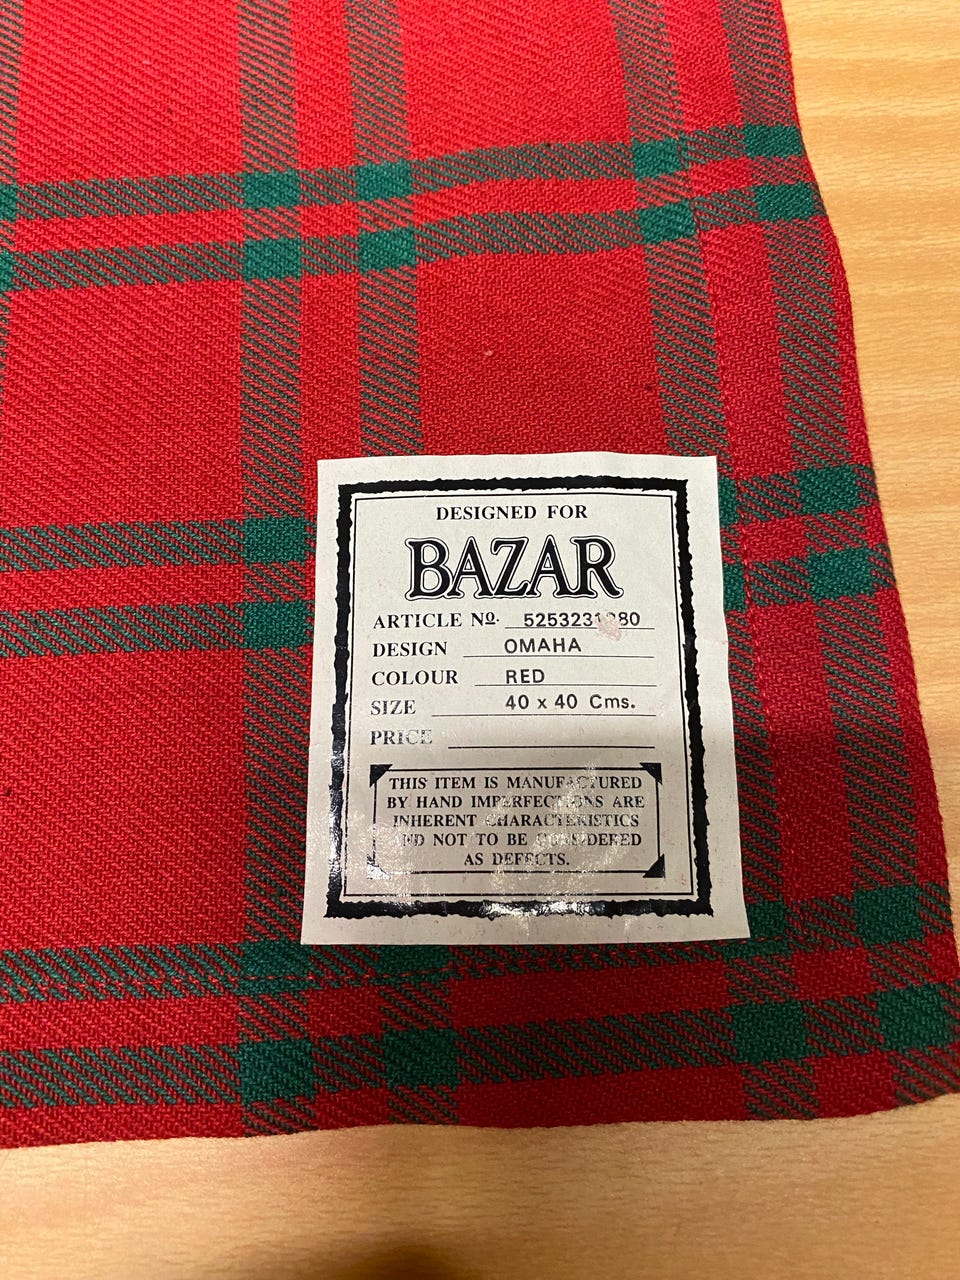 DESIGNED FOR
BAZAR
ARTICLE Nº.
DESIGN OMAHA
COLOUR RED
SIZE 40 x 40 Cms.
PRICE
THIS ITEM IS MANUFACTURED
BY HAND IMPERFECTIONS ARE
INHERENT CHARACTERISTICS
AND NOT TO BE CONSIDERED
AS DEFECTS.